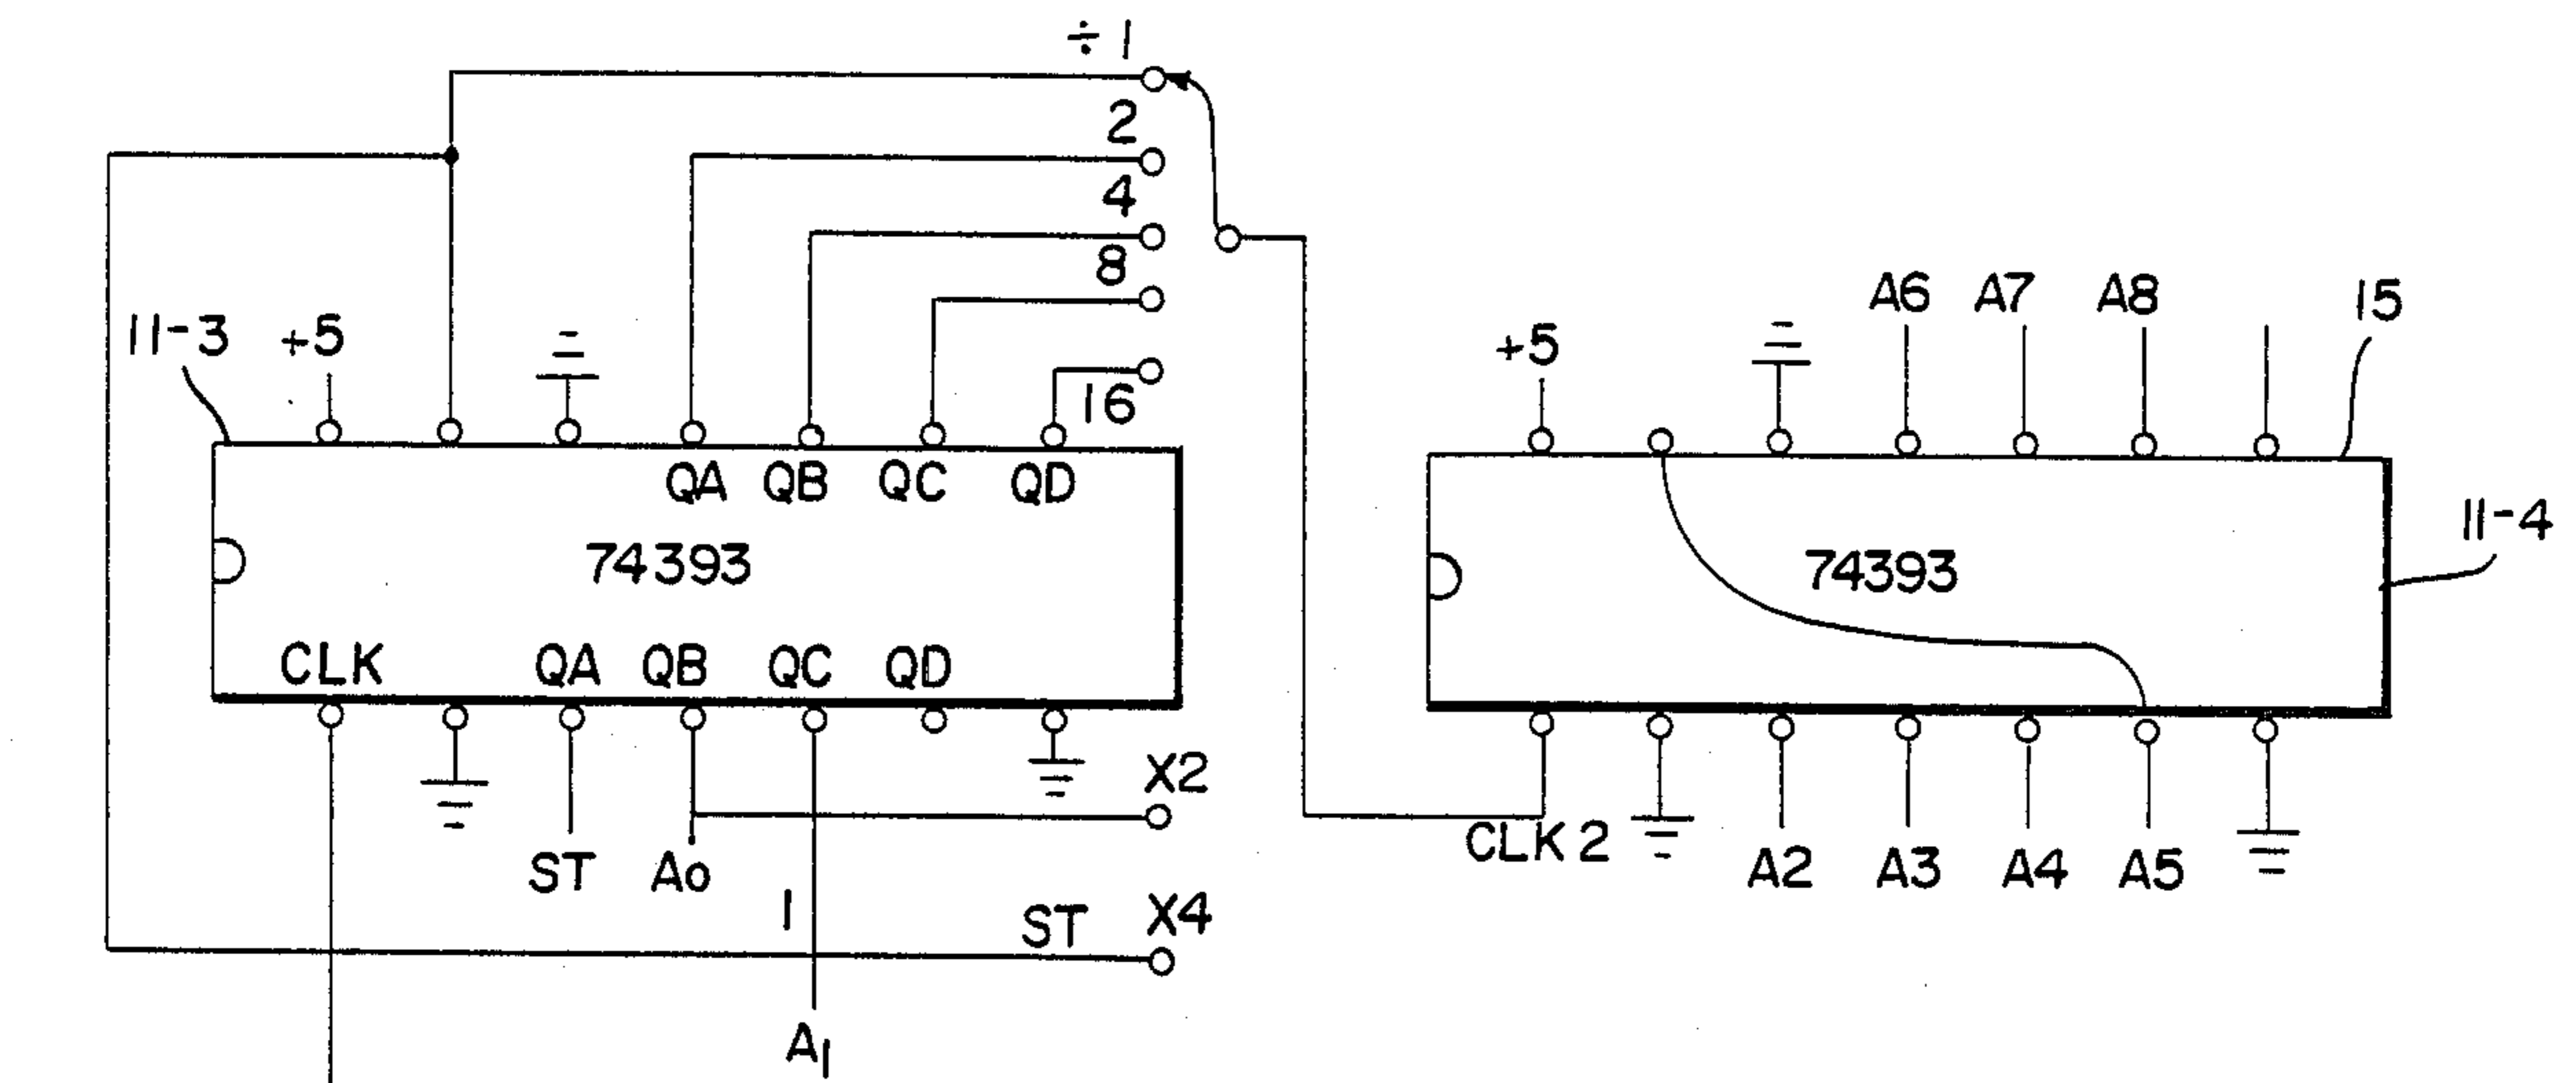 ÷1
2
4
8
16
11-3
+5
QA QB QC QD
74393
CLK QA QB QC QD
ST
A0
1
A1
X2
ST
X4
+5
A6 A7 A8
15
74393
11-4
CLK 2
A2 A3 A4 A5